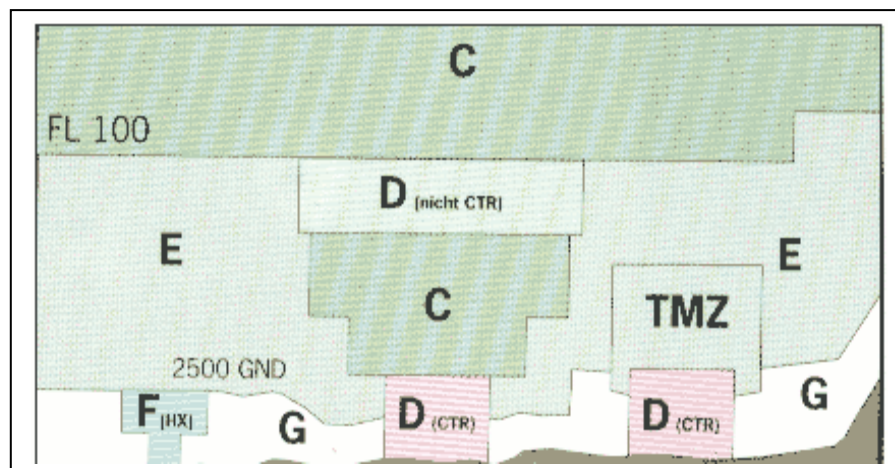 C
FL 100
D (nicht CTR)
E
E
C
TMZ
2500 GND
F (HX)
G
D (CTR)
D (CTR)
G